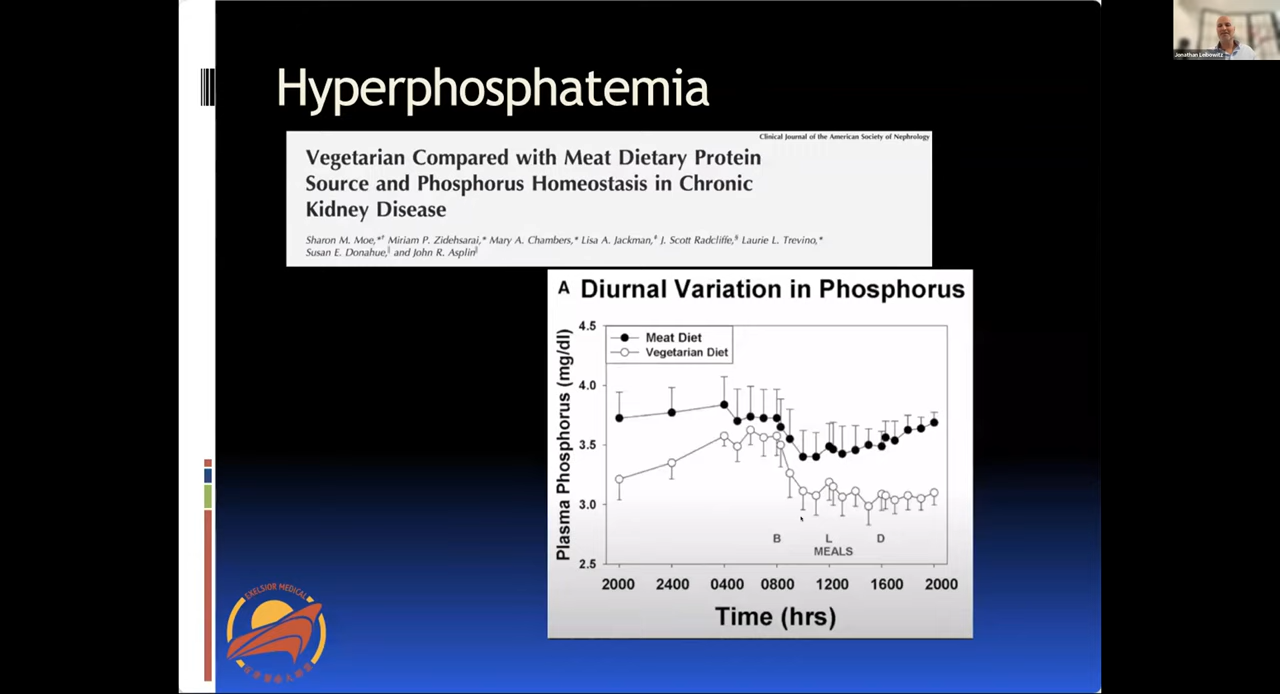 Hyperphosphatemia
Jonathan Leibowitz
Clinical Journal of the American Society of Nephrology
Vegetarian Compared with Meat Dietary Protein
Source and Phosphorus Homeostasis in Chronic
Kidney Disease
Sharon M. Moe,*† Miriam P. Zidehsarai,* Mary A. Chambers,* Lisa A. Jackman,‡ J. Scott Radcliffe,§ Laurie L. Trevino,*
Susan E. Donahue,‖ and John R. Asplin‖
A Diurnal Variation in Phosphorus
Meat Diet
Vegetarian Diet
Plasma Phosphorus (mg/dl)
4.5
4.0
3.5
3.0
2.5
B L D
MEALS
2000 2400 0400 0800 1200 1600 2000
Time (hrs)
EXELSIOR MEDICAL